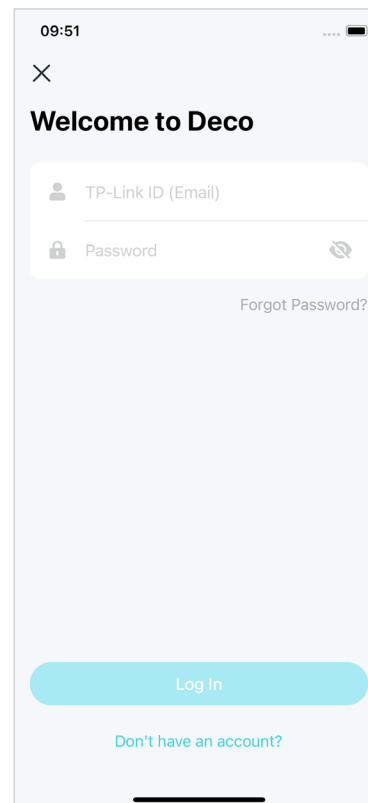 09:51
Welcome to Deco
TP-Link ID (Email)
Password
Forgot Password?
Log In
Don't have an account?